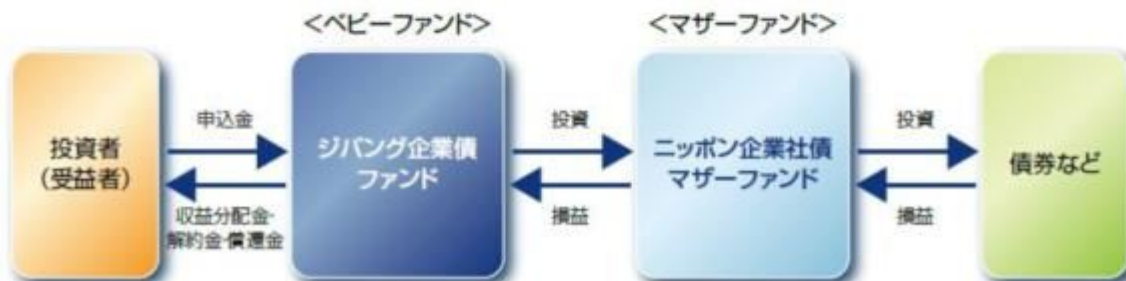 ＜ベビーファンド＞
＜マザーファンド＞
投資者
（受益者）
申込金
収益分配金・
解約金・償還金
ジパング企業債
ファンド
投資
損益
ニッポン企業社債
マザーファンド
投資
損益
債券など